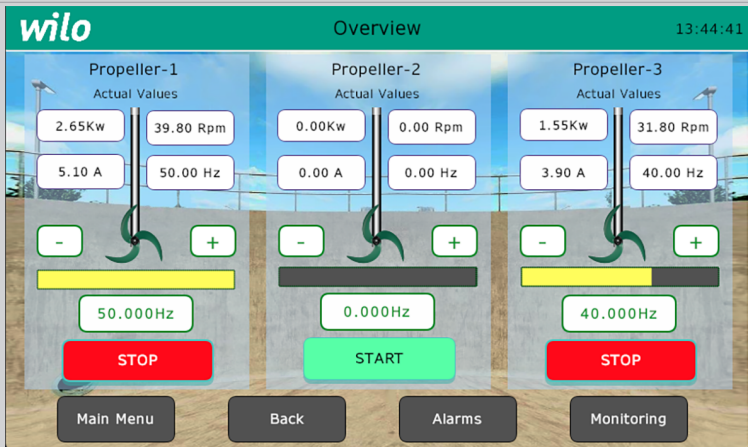 wilo
Overview
13:44:41
Propeller-1
Actual Values
2.65Kw
39.80 Rpm
5.10 A
50.00 Hz
-
+
50.000Hz
STOP
Propeller-2
Actual Values
0.00Kw
0.00 Rpm
0.00 A
0.00 Hz
-
+
0.000Hz
START
Propeller-3
Actual Values
1.55Kw
31.80 Rpm
3.90 A
40.00 Hz
-
+
40.000Hz
STOP
Main Menu
Back
Alarms
Monitoring